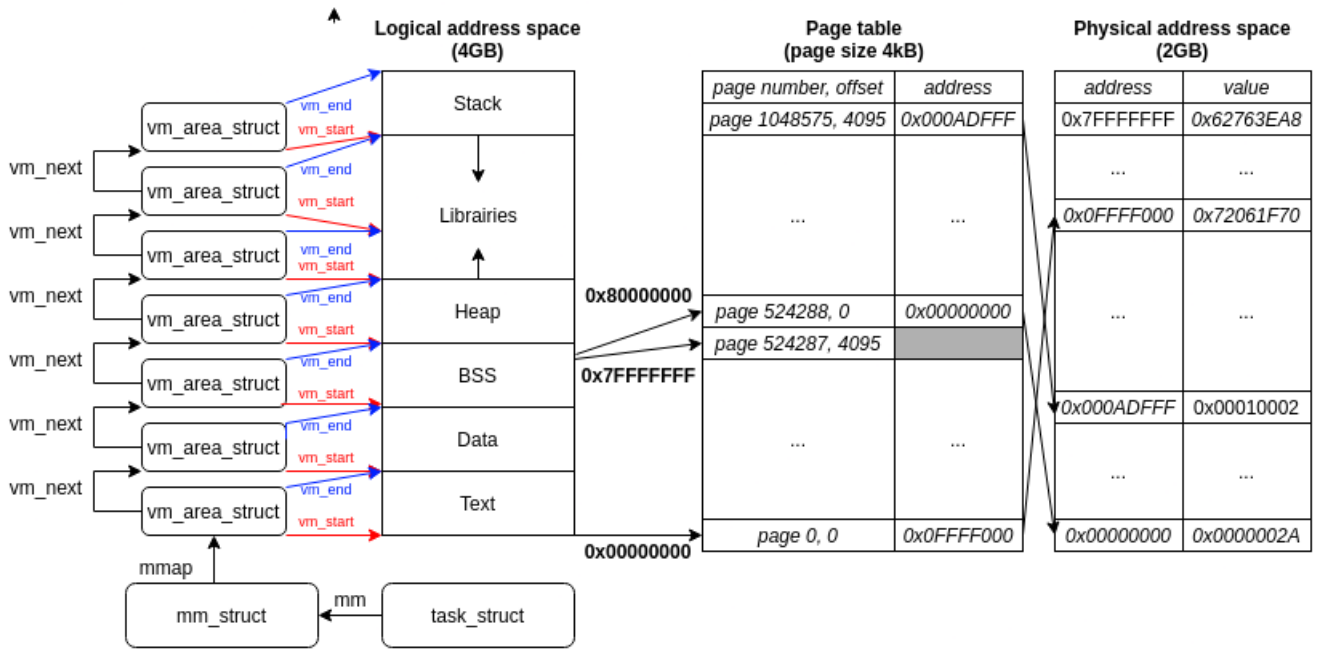 Logical address space
(4GB)
Page table
(page size 4kB)
Physical address space
(2GB)
vm_next
vm_next
vm_next
vm_next
vm_next
vm_next
vm_area_struct
vm_area_struct
vm_area_struct
vm_area_struct
vm_area_struct
vm_area_struct
vm_area_struct
vm_end
vm_start
vm_end
vm_start
vm_end
vm_start
vm_end
vm_start
vm_end
vm_start
vm_end
vm_start
vm_end
vm_start
Stack
Librairies
Heap
BSS
Data
Text
0x80000000
0x7FFFFFFF
0x00000000
page number, offset address
page 1048575, 4095 0x000ADFFF
... ...
page 524288, 0 0x00000000
page 524287, 4095
... ...
page 0, 0 0x0FFFF000
address value
0x7FFFFFFF 0x62763EA8
... ...
0x0FFFF000 0x72061F70
... ...
0x000ADFFF 0x00010002
... ...
0x00000000 0x0000002A
mmap
mm_struct
mm
task_struct